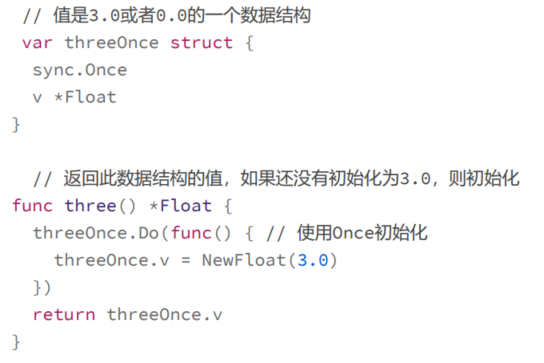 // 值是3.0或者0.0的一个数据结构
var threeOnce struct {
sync.Once
v *Float
}
// 返回此数据结构的值，如果还没有初始化为3.0，则初始化
func three() *Float {
threeOnce.Do(func() { // 使用Once初始化
threeOnce.v = NewFloat(3.0)
})
return threeOnce.v
}